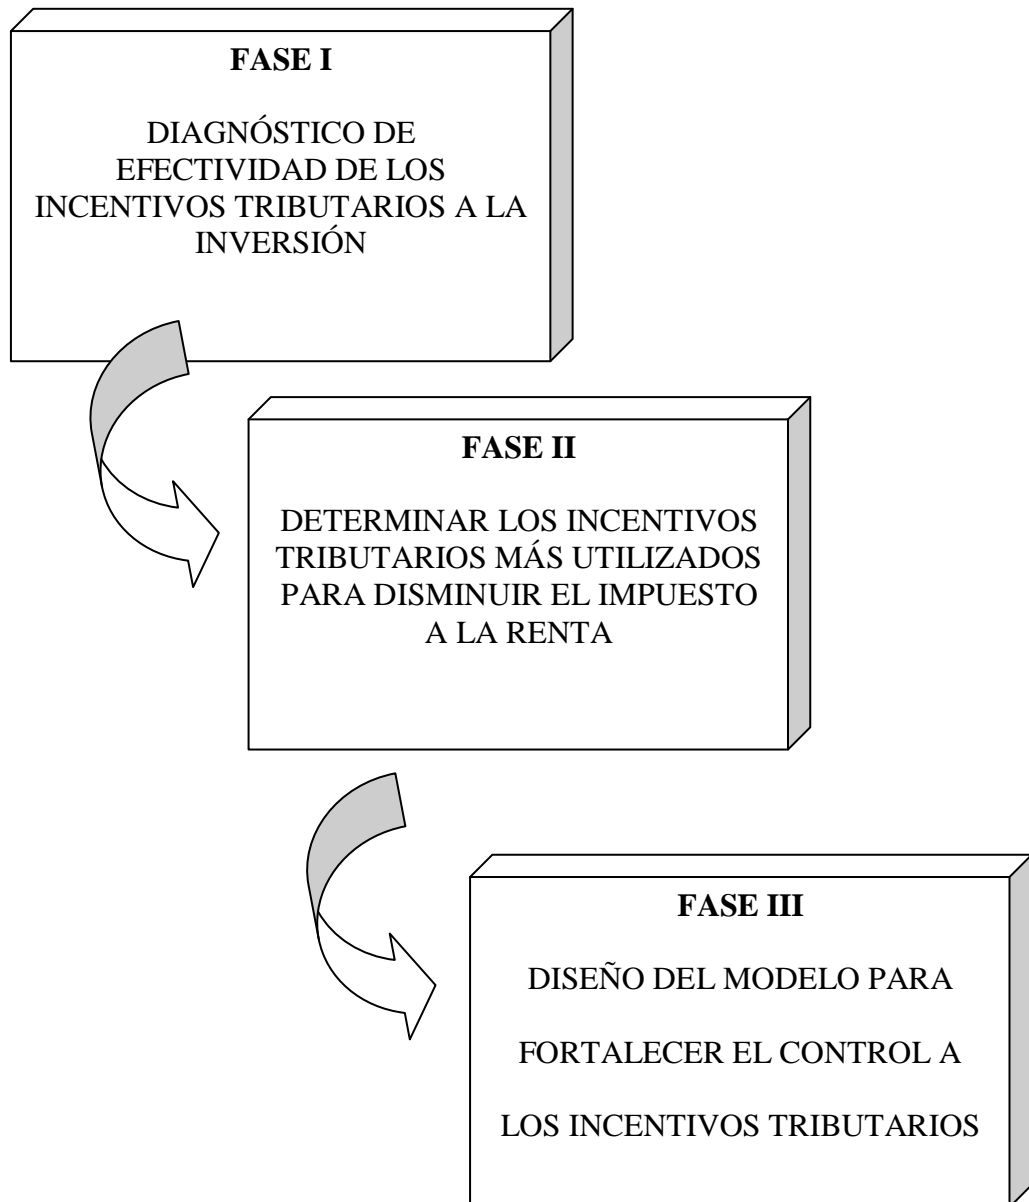 FASE I
DIAGNÓSTICO DE
EFECTIVIDAD DE LOS
INCENTIVOS TRIBUTARIOS A LA
INVERSIÓN
FASE II
DETERMINAR LOS INCENTIVOS
TRIBUTARIOS MÁS UTILIZADOS
PARA DISMINUIR EL IMPUESTO
A LA RENTA
FASE III
DISEÑO DEL MODELO PARA
FORTALECER EL CONTROL A
LOS INCENTIVOS TRIBUTARIOS